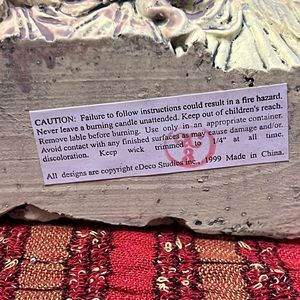 CAUTION: Failure to follow instructions could result in a fire hazard.
Never leave a burning candle unattended. Keep out of children's reach.
Remove lable before burning. Use only in an appropriate container.
Avoid contact with any finished surfaces as may cause damage and/or.
discoloration. Keep wick trimmed to 1/4" at all time.
All designs are copyright eDeco Studios inc., 1999 Made in China.